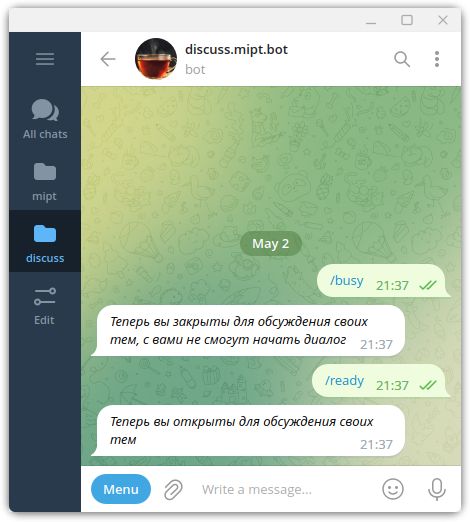 discuss.mipt.bot
bot
All chats
mipt
discuss
Edit
May 2
/busy 21:37
Теперь вы закрыты для обсуждения своих
тем, с вами не смогут начать диалог 21:37
/ready 21:37
Теперь вы открыты для обсуждения своих
тем 21:37
Menu Write a message...